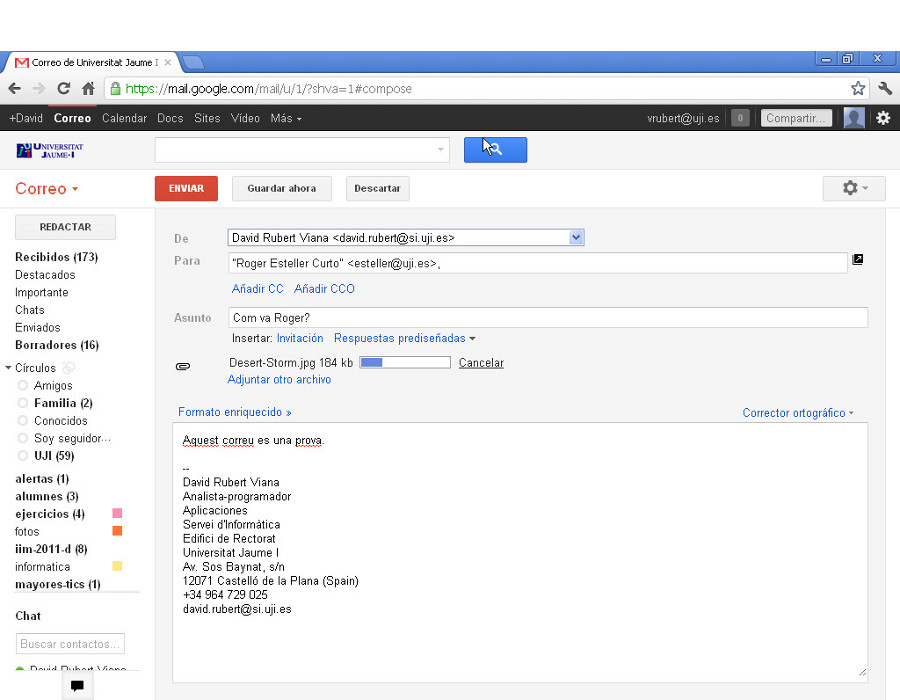 Correo de Universitat Jaume I
https://mail.google.com/mail/u/1/?shva=1#compose
+David Correo Calendar Docs Sites Vídeo Más
vrubert@uji.es 0 Compartir...
UNIVERSITAT JAUME·I
Correo
ENVIAR Guardar ahora Descartar
REDACTAR
Recibidos (173)
Destacados
Importante
Chats
Enviados
Borradores (16)
Círculos
Amigos
Familia (2)
Conocidos
Soy seguidor...
UJI (59)
alertas (1)
alumnes (3)
ejercicios (4)
fotos
iim-2011-d (8)
informatica
mayores-tics (1)
Chat
Buscar contactos...
David Rubert Viana
De David Rubert Viana <david.rubert@si.uji.es>
Para "Roger Esteller Curto" <esteller@uji.es>,
Añadir CC Añadir CCO
Asunto Com va Roger?
Insertar: Invitación Respuestas prediseñadas
Desert-Storm.jpg 184 kb Cancelar
Adjuntar otro archivo
Formato enriquecido » Corrector ortográfico
Aquest correu es una prova.
--
David Rubert Viana
Analista-programador
Aplicaciones
Servei d'Informàtica
Edifici de Rectorat
Universitat Jaume I
Av. Sos Baynat, s/n
12071 Castelló de la Plana (Spain)
+34 964 729 025
david.rubert@si.uji.es